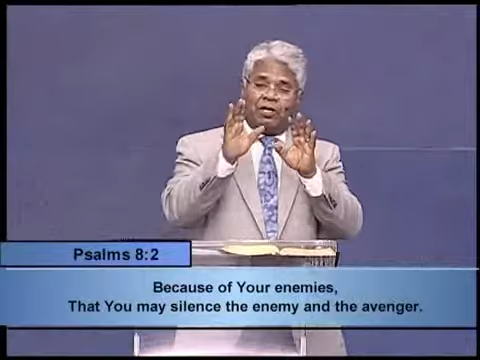 Psalms 8:2
Because of Your enemies,
That You may silence the enemy and the avenger.